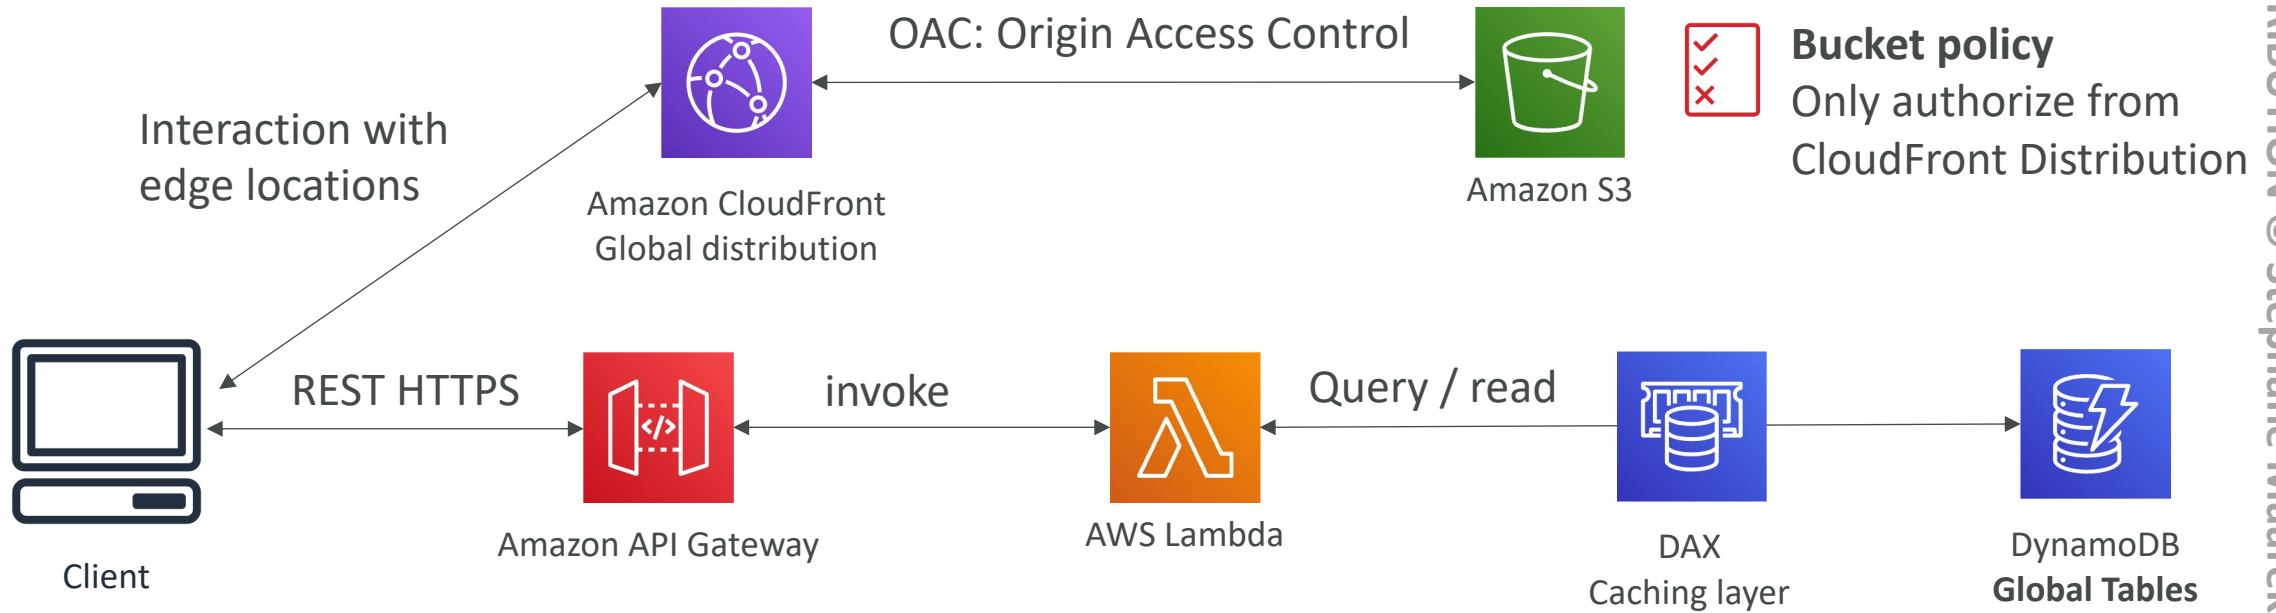 OAC: Origin Access Control
Bucket policy
Only authorize from
CloudFront Distribution
Interaction with
edge locations
Amazon CloudFront
Global distribution
Amazon S3
REST HTTPS
invoke
Query / read
</>
Client
Amazon API Gateway
AWS Lambda
DAX
Caching layer
DynamoDB
Global Tables
© Stephane Maarek